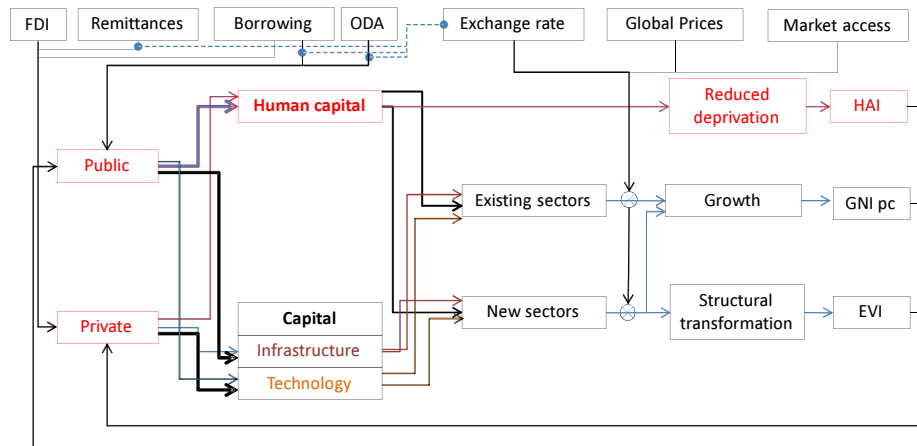 FDI
Remittances
Borrowing
ODA
Exchange rate
Global Prices
Market access
Human capital
Reduced
deprivation
HAI
Public
Existing sectors
Growth
GNI pc
Private
Capital
Infrastructure
Technology
New sectors
Structural
transformation
EVI